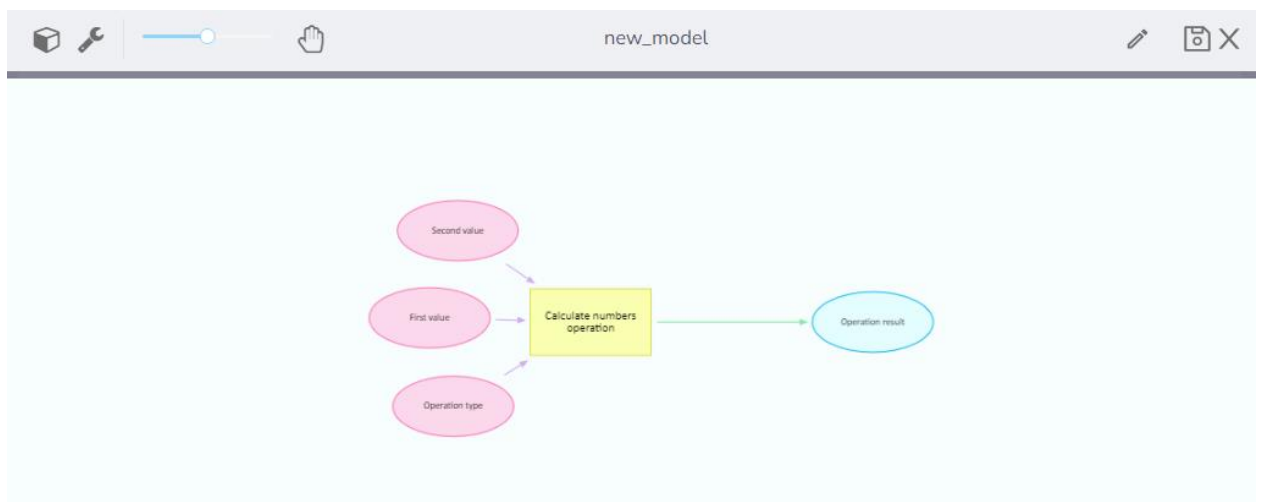 new_model
Second value
First value
Calculate numbers
operation
Operation result
Operation type